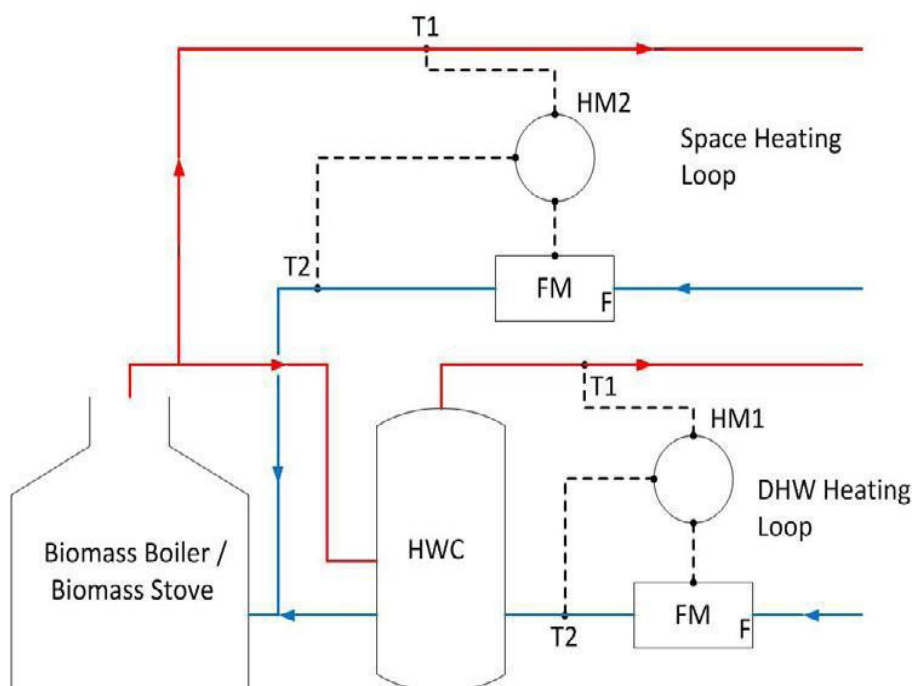 T1
HM2
Space Heating
Loop
T2
FM
F
T1
HM1
DHW Heating
Loop
Biomass Boiler /
Biomass Stove
HWC
FM
F
T2